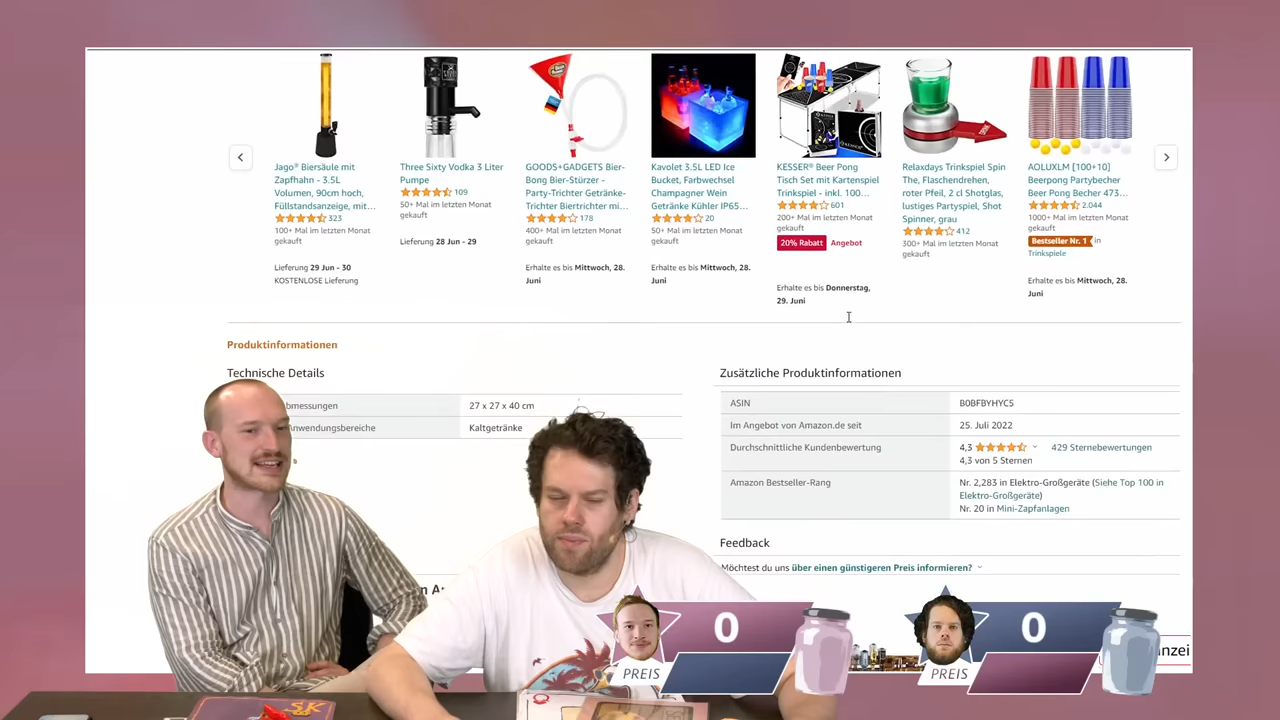 Jago® Biersäule mit
Zapfhahn - 3.5L
Volumen, 90cm hoch,
Füllstandsanzeige, mit…
323
100+ Mal im letzten Monat
gekauft
Lieferung 29 Jun - 30
KOSTENLOSE Lieferung
Three Sixty Vodka 3 Liter
Pumpe
109
50+ Mal im letzten Monat
gekauft
Lieferung 28 Jun - 29
GOODS+GADGETS Bier-
Bong Bier-Stürzer -
Party-Trichter Getränke-
Trichter Biertrichter mi…
178
400+ Mal im letzten Monat
gekauft
Erhalte es bis Mittwoch, 28.
Juni
Kavolet 3.5L LED Ice
Bucket, Farbwechsel
Champagner Wein
Getränke Kühler IP65…
20
50+ Mal im letzten Monat
gekauft
Erhalte es bis Mittwoch, 28.
Juni
KESSER® Beer Pong
Tisch Set mit Kartenspiel
Trinkspiel - inkl. 100…
601
200+ Mal im letzten Monat
gekauft
20% Rabatt Angebot
Erhalte es bis Donnerstag,
29. Juni
Relaxdays Trinkspiel Spin
The, Flaschendrehen,
roter Pfeil, 2 cl Shotglas,
lustiges Partyspiel, Shot
Spinner, grau
412
300+ Mal im letzten Monat
gekauft
AOLUXLM [100+10]
Beerpong Partybecher
Beer Pong Becher 473…
2.044
1000+ Mal im letzten Monat
gekauft
Bestseller Nr. 1 in
Trinkspiele
Erhalte es bis Mittwoch, 28.
Juni
Produktinformationen
Technische Details
bmessungen 27 x 27 x 40 cm
nwendungsbereiche Kaltgetränke
Zusätzliche Produktinformationen
ASIN B0BFBYHYC5
Im Angebot von Amazon.de seit 25. Juli 2022
Durchschnittliche Kundenbewertung 4,3 429 Sternebewertungen
4,3 von 5 Sternen
Amazon Bestseller-Rang Nr. 2,283 in Elektro-Großgeräte (Siehe Top 100 in
Elektro-Großgeräte)
Nr. 20 in Mini-Zapfanlagen
Feedback
Möchtest du uns über einen günstigeren Preis informieren?
0
PREIS
0
PREIS
nzei
SK